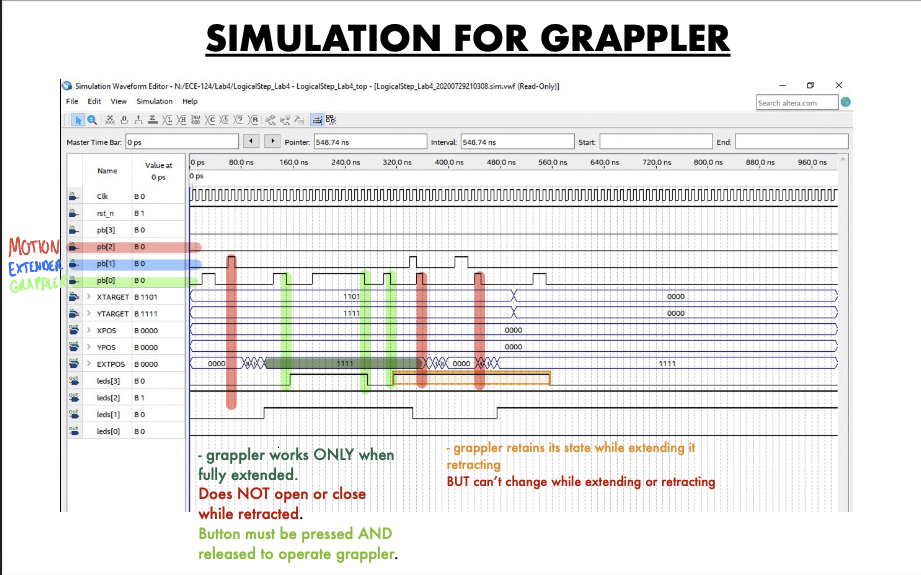 SIMULATION FOR GRAPPLER
Simulation Waveform Editor - N:/ECE-124/Lab4/LogicalStep_Lab4 - LogicalStep_Lab4_top - [LogicalStep_Lab4_20200729210308.sim.vwf (Read-Only)]
File Edit View Simulation Help
Search altera.com
Master Time Bar: 0 ps Pointer: 548.74 ns Interval: 548.74 ns Start: End:
Name Value at 0 ps
0 ps 80.0 ns 160.0 ns 240.0 ns 320.0 ns 400.0 ns 480.0 ns 560.0 ns 640.0 ns 720.0 ns 800.0 ns 880.0 ns 960.0 ns
0 ps
Clk B 0
rst_n B 1
pb[3] B 0
MOTION pb[2] B 0
EXTENDER pb[1] B 0
GRAPPLER pb[0] B 0
XTARGET B 1101 1101 0000
YTARGET B 1111 1111 0000
XPOS B 0000 0000
YPOS B 0000 0000
EXTPOS B 0000 0000 1111 0000 1111
leds[3] B 0
leds[2] B 1
leds[1] B 0
leds[0] B 0
- grappler works ONLY when
fully extended.
Does NOT open or close
while retracted.
Button must be pressed AND
released to operate grappler.
- grappler retains its state while extending it
retracting
BUT can't change while extending or retracting